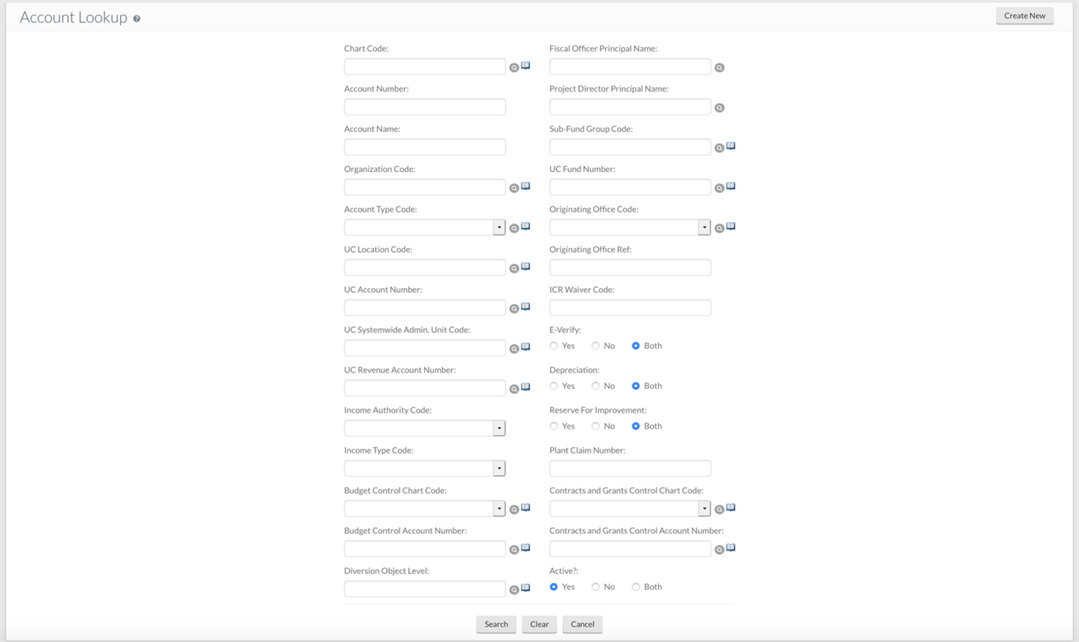 Account Lookup
Create New
Chart Code:
Fiscal Officer Principal Name:
Account Number:
Project Director Principal Name:
Account Name:
Sub-Fund Group Code:
Organization Code:
UC Fund Number:
Account Type Code:
Originating Office Code:
UC Location Code:
Originating Office Ref:
UC Account Number:
ICR Waiver Code:
UC Systemwide Admin. Unit Code:
E-Verify:
Yes No Both
UC Revenue Account Number:
Depreciation:
Yes No Both
Income Authority Code:
Reserve For Improvement:
Yes No Both
Income Type Code:
Plant Claim Number:
Budget Control Chart Code:
Contracts and Grants Control Chart Code:
Budget Control Account Number:
Contracts and Grants Control Account Number:
Diversion Object Level:
Active?:
Yes No Both
Search Clear Cancel